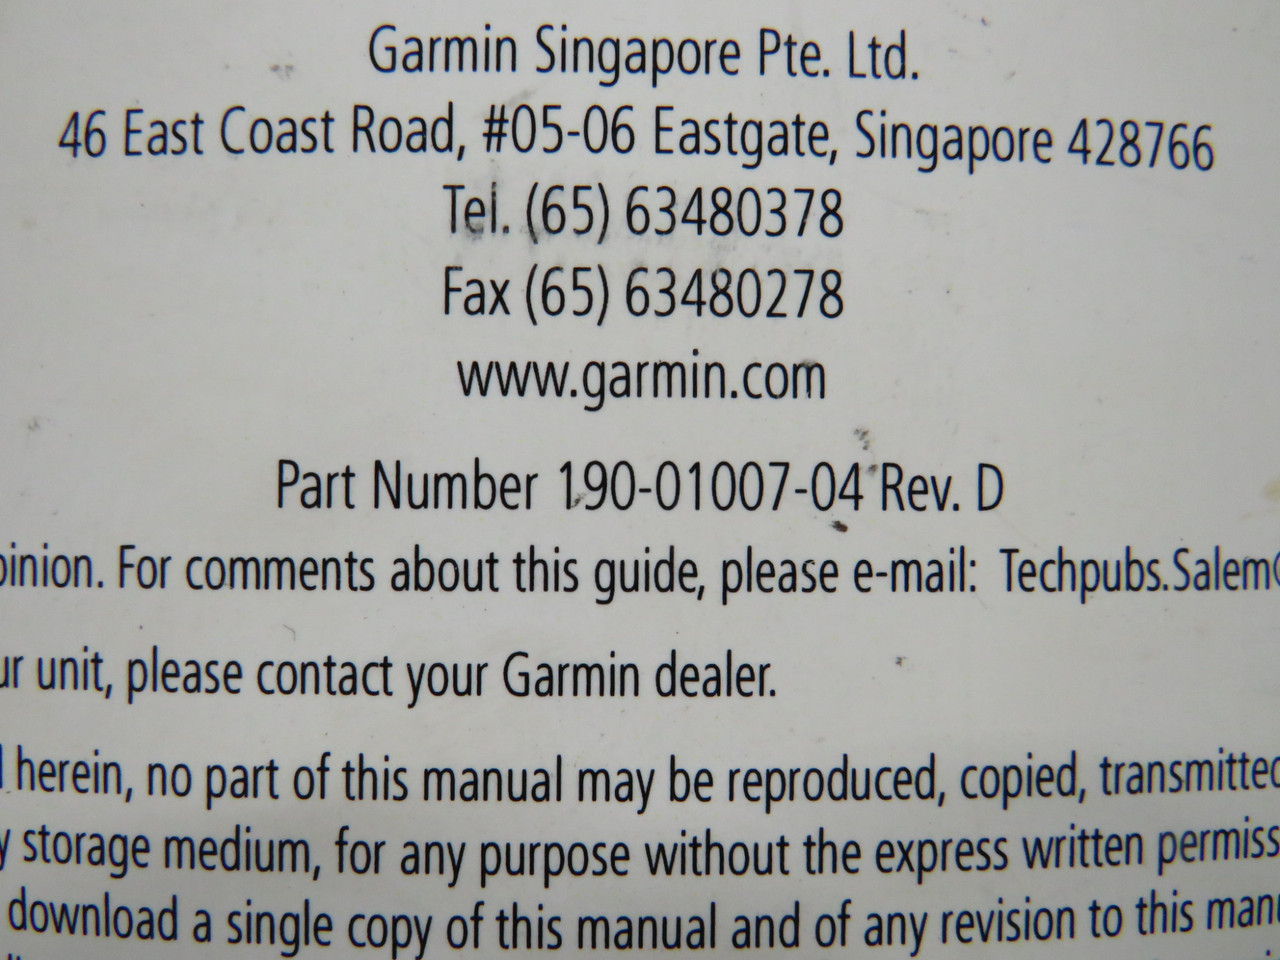 Garmin Singapore Pte. Ltd.
46 East Coast Road, #05-06 Eastgate, Singapore 428766
Tel. (65) 63480378
Fax (65) 63480278
www.garmin.com
Part Number 190-01007-04 Rev. D
pinion. For comments about this guide, please e-mail: Techpubs.Salem
ur unit, please contact your Garmin dealer.
herein, no part of this manual may be reproduced, copied, transmitted
y storage medium, for any purpose without the express written permiss
download a single copy of this manual and of any revision to this manu